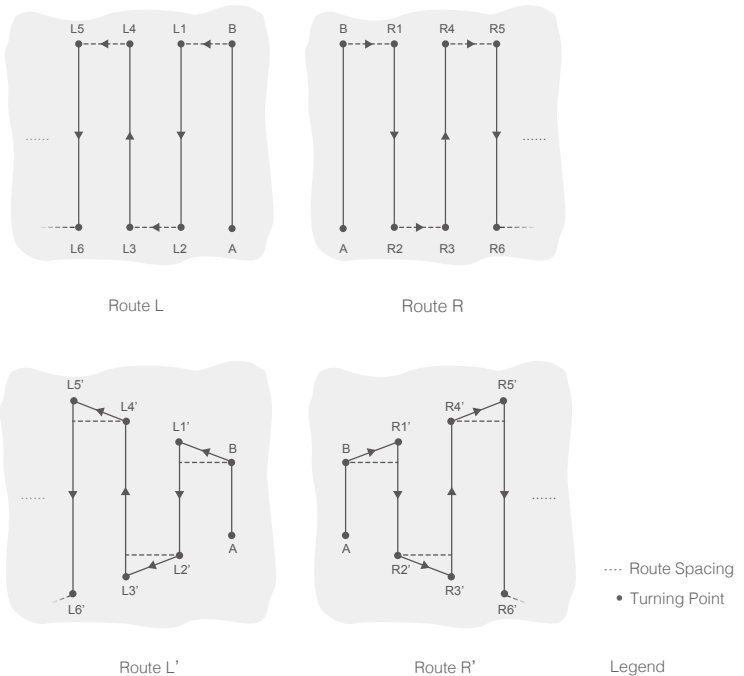 L5 L4 L1 B
L6 L3 L2 A
Route L
B R1 R4 R5
A R2 R3 R6
Route R
L5’
L4’
L1’
B
A
L2’
L3’
L6’
Route L’
R5’
R4’
R1’
B
A
R2’
R3’
R6’
Route R’
Route Spacing
Turning Point
Legend